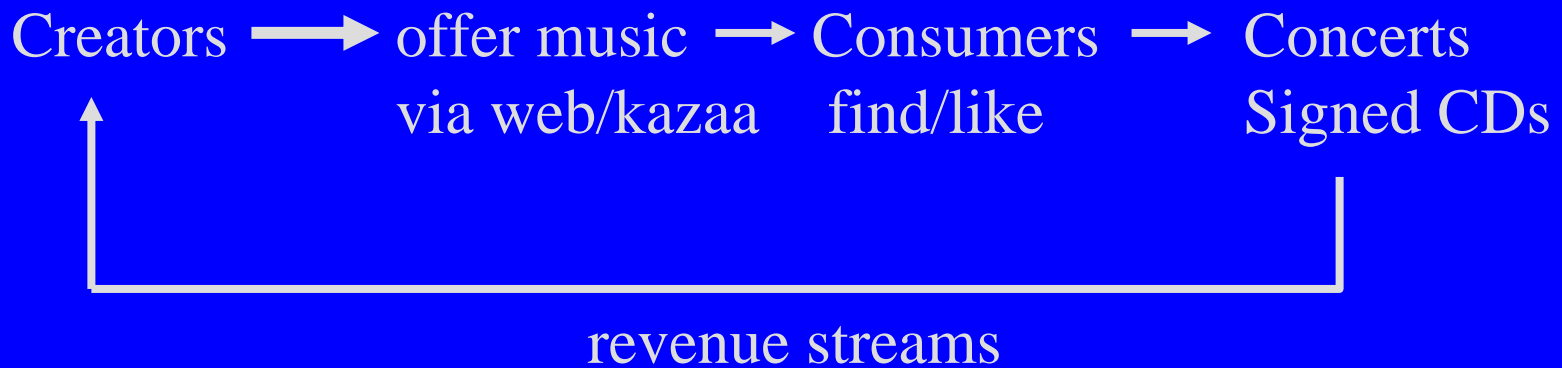 Creators offer music Consumers Concerts
via web/kazaa find/like Signed CDs
revenue streams